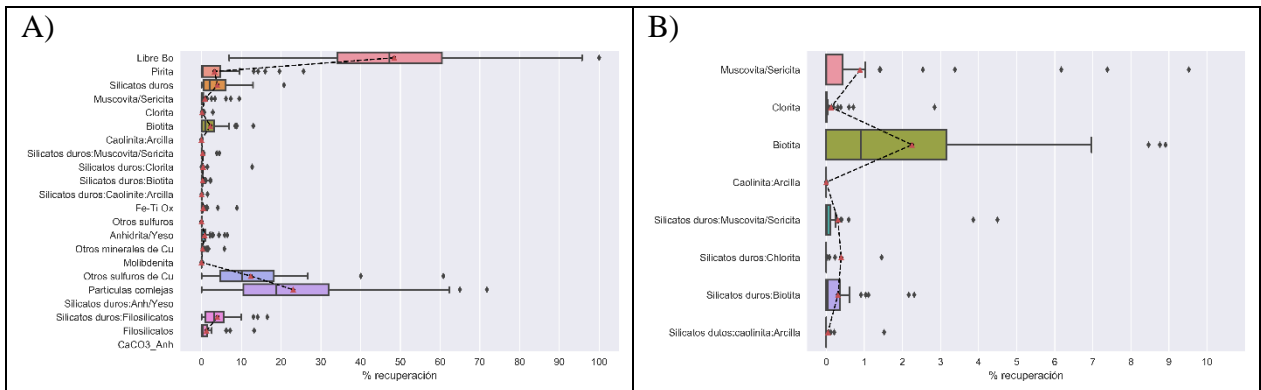 A)
Libre Bo
Pirita
Silicatos duros
Muscovita/Sericita
Clorita
Biotita
Caolinita:Arcilla
Silicatos duros:Muscovita/Soricita
Silicatos duros:Clorita
Silicatos duros:Biotita
Silicatos duros:Caolinite:Arcilla
Fe-Ti Ox
Otros sulfuros
Anhidrita/Yeso
Otros minerales de Cu
Molibdenita
Otros sulfuros de Cu
Particulas comlejas
Silicatos duros:Anh/Yeso
Silicatos duros:Filosilicatos
Filosilicatos
CaCO3_Anh
0 10 20 30 40 50 60 70 80 90 100
% recuperación
B)
Muscovita/Sericita
Clorita
Biotita
Caolinita:Arcilla
Silicatos duros:Muscovita/Soricita
Silicatos duros:Chlorita
Silicatos duros:Biotita
Silicatos dutos:caolinita:Arcilla
0 1 2 3 4 5 6 7 8 9 10
% recuperación